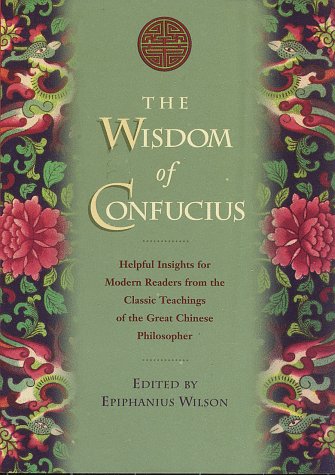 THE
WISDOM
of
CONFUCIUS
Helpful Insights for
Modern Readers from the
Classic Teachings
of the Great Chinese
Philosopher
EDITED BY
EPIPHANIUS WILSON